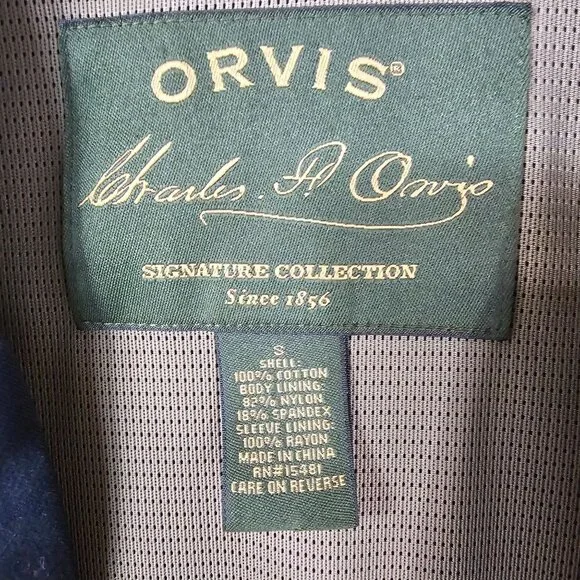 ORVIS®
Charles F. Orvis
SIGNATURE COLLECTION
Since 1856
S
SHELL:
100% COTTON
BODY LINING:
82% NYLON
18% SPANDEX
SLEEVE LINING:
100% RAYON
MADE IN CHINA
RN#15481
CARE ON REVERSE